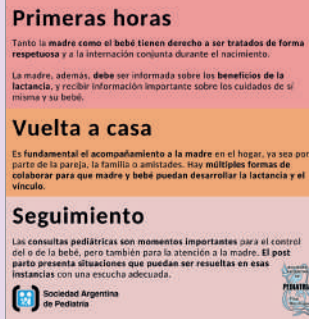 Primeras horas
Tanto la madre como el bebé tienen derecho a ser tratados de forma
respetuosa y a la internación conjunta durante el nacimiento.
La madre, además, debe ser informada sobre los beneficios de la
lactancia, y recibir información importante sobre los cuidados de sí
misma y su bebé.
Vuelta a casa
Es fundamental el acompañamiento a la madre en el hogar, ya sea por
parte de la pareja, la familia o amistades. Hay múltiples formas de
colaborar para que madre y bebé puedan desarrollar la lactancia y el
vínculo.
Seguimiento
Las consultas pediátricas son momentos importantes para el control
del o de la bebé, pero también para la atención a la madre. El post
parto presenta situaciones que puedan ser resueltas en esas
instancias con una escucha adecuada.
Sociedad Argentina
de Pediatría
PEDIATRIA